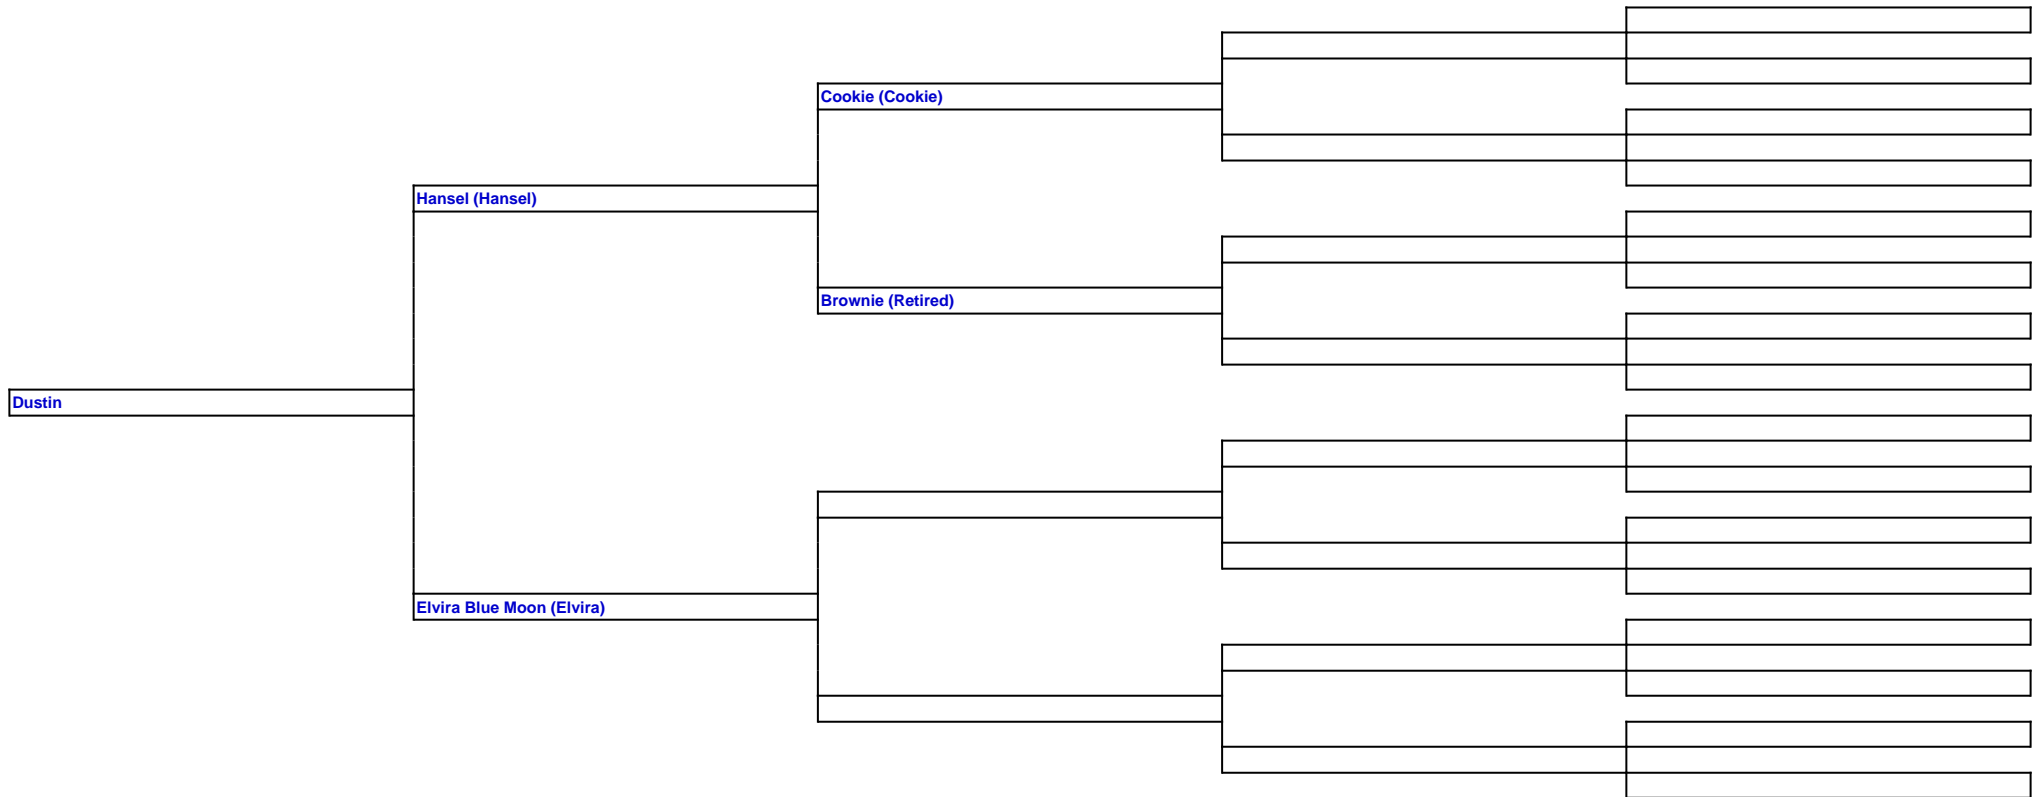 Cookie (Cookie)
Hansel (Hansel)
Brownie (Retired)
Dustin
Elvira Blue Moon (Elvira)